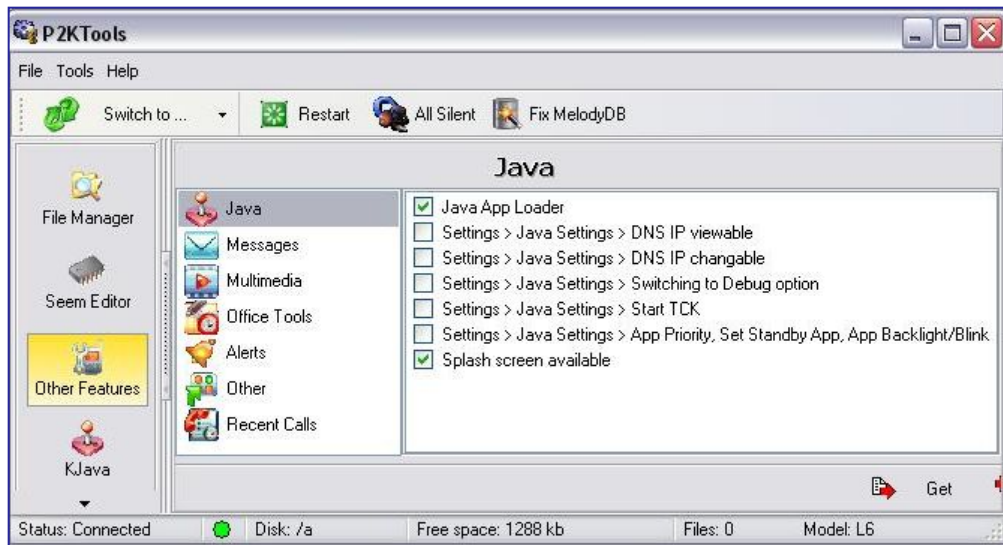 P2KTools
File Tools Help
Switch to ... Restart All Silent Fix MelodyDB
Java
File Manager
Seem Editor
Other Features
KJava
Java
Messages
Multimedia
Office Tools
Alerts
Other
Recent Calls
Java App Loader
Settings > Java Settings > DNS IP viewable
Settings > Java Settings > DNS IP changable
Settings > Java Settings > Switching to Debug option
Settings > Java Settings > Start TCK
Settings > Java Settings > App Priority, Set Standby App, App Backlight/Blink
Splash screen available
Get
Status: Connected Disk: /a Free space: 1288 kb Files: 0 Model: L6